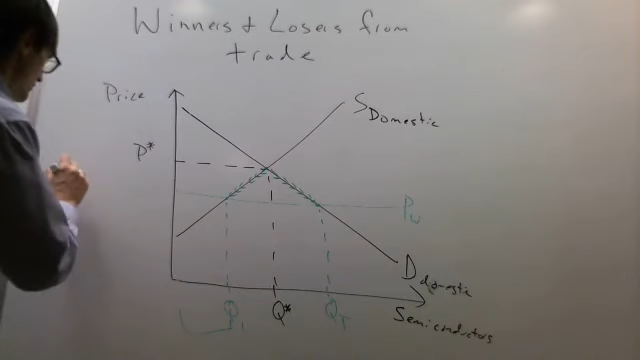 Winners & Losers from
trade
Price
S Domestic
P*
Pw
D domestic
Q1
Q*
QT
Semiconductors